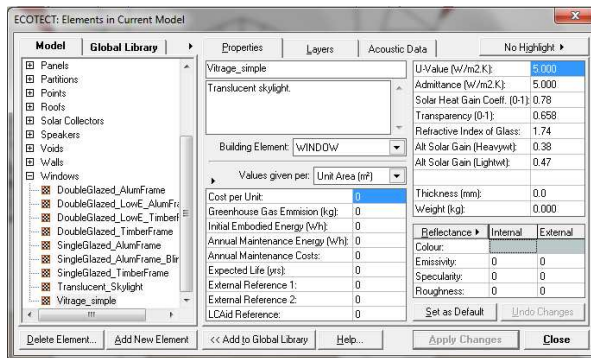 ECOTECT: Elements in Current Model
Model
Global Library
Panels
Partitions
Points
Roofs
Solar Collectors
Speakers
Voids
Walls
Windows
DoubleGlazed_AlumFrame
DoubleGlazed_LowE_AlumFra
DoubleGlazed_LowE_TimberF
DoubleGlazed_TimberFrame
SingleGlazed_AlumFrame
SingleGlazed_AlumFrame_Blin
SingleGlazed_TimberFrame
Translucent_Skylight
Vitrage_simple
Delete Element...
Add New Element
Properties
Layers
Acoustic Data
No Highlight
Vitrage_simple
Translucent skylight.
Building Element: WINDOW
Values given per: Unit Area (m²)
Cost per Unit: 0
Greenhouse Gas Emmision (kg): 0
Initial Embodied Energy (Wh): 0
Annual Maintenance Energy (Wh): 0
Annual Maintenance Costs: 0
Expected Life (yrs): 0
External Reference 1: 0
External Reference 2: 0
LCAid Reference: 0
U-Value (W/m2.K): 5.000
Admittance (W/m2.K): 5.000
Solar Heat Gain Coeff. (0-1): 0.78
Transparency (0-1): 0.658
Refractive Index of Glass: 1.74
Alt Solar Gain (Heavywt): 0.38
Alt Solar Gain (Lightwt): 0.47
Thickness (mm): 0.0
Weight (kg): 0.000
Reflectance Internal External
Colour:
Emissivity: 0 0
Specularity: 0 0
Roughness: 0 0
Set as Default
Undo Changes
<< Add to Global Library
Help...
Apply Changes
Close